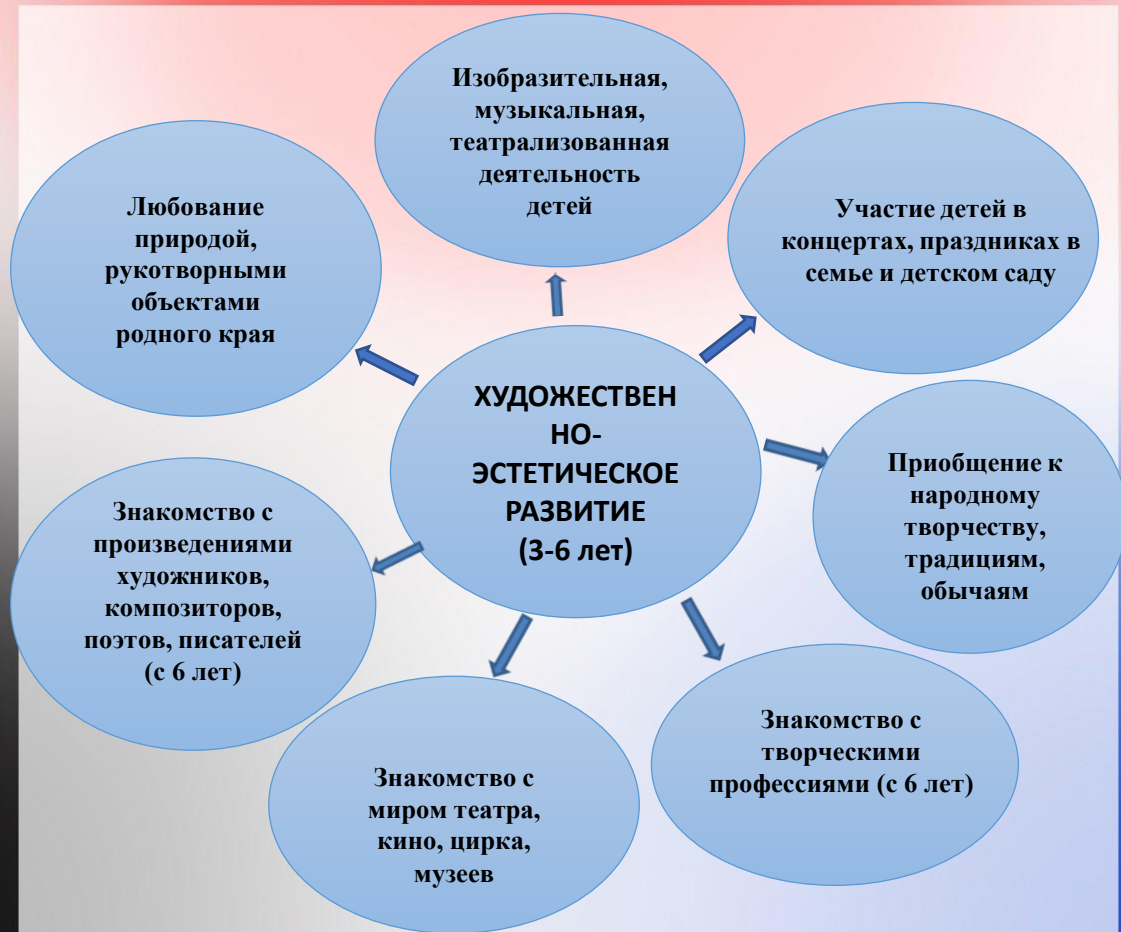 Изобразительная,
музыкальная,
театрализованная
деятельность
детей
Любование
природой,
рукотворными
объектами
родного края
Участие детей в
концертах, праздниках в
семье и детском саду
ХУДОЖЕСТВЕН
НО-
ЭСТЕТИЧЕСКОЕ
РАЗВИТИЕ
(3-6 лет)
Приобщение к
народному
творчеству,
традициям,
обычаям
Знакомство с
произведениями
художников,
композиторов,
поэтов, писателей
(с 6 лет)
Знакомство с
творческими
профессиями (с 6 лет)
Знакомство с
миром театра,
кино, цирка,
музеев